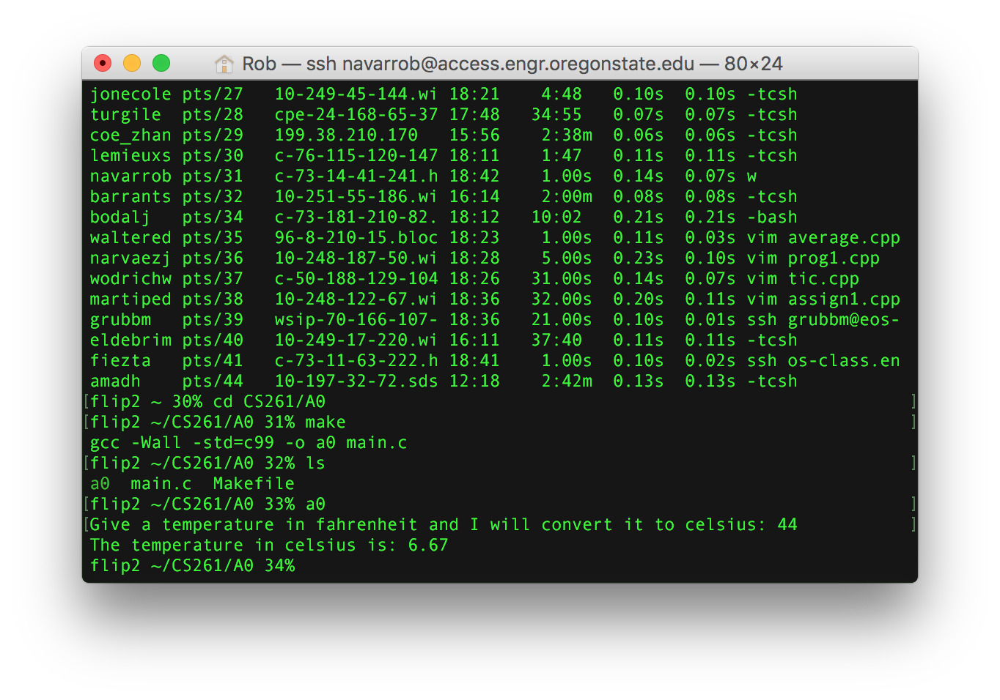 Rob — ssh navarrob@access.engr.oregonstate.edu — 80×24
jonecole pts/27 10-249-45-144.wi 18:21 4:48 0.10s 0.10s -tcsh
turgile pts/28 cpe-24-168-65-37 17:48 34:55 0.07s 0.07s -tcsh
coe_zhan pts/29 199.38.210.170 15:56 2:38m 0.06s 0.06s -tcsh
lemieuxs pts/30 c-76-115-120-147 18:11 1:47 0.11s 0.11s -tcsh
navarrob pts/31 c-73-14-41-241.h 18:42 1.00s 0.14s 0.07s w
barrants pts/32 10-251-55-186.wi 16:14 2:00m 0.08s 0.08s -tcsh
bodalj pts/34 c-73-181-210-82. 18:12 10:02 0.21s 0.21s -bash
waltered pts/35 96-8-210-15.bloc 18:23 1.00s 0.11s 0.03s vim average.cpp
narvaezj pts/36 10-248-187-50.wi 18:28 5.00s 0.23s 0.10s vim prog1.cpp
wodrichw pts/37 c-50-188-129-104 18:26 31.00s 0.14s 0.07s vim tic.cpp
martiped pts/38 10-248-122-67.wi 18:36 32.00s 0.20s 0.11s vim assign1.cpp
grubbm pts/39 wsip-70-166-107- 18:36 21.00s 0.10s 0.01s ssh grubbm@eos-
eldebrim pts/40 10-249-17-220.wi 16:11 37:40 0.11s 0.11s -tcsh
fiezta pts/41 c-73-11-63-222.h 18:41 1.00s 0.10s 0.02s ssh os-class.en
amadh pts/44 10-197-32-72.sds 12:18 2:42m 0.13s 0.13s -tcsh
[flip2 ~ 30% cd CS261/A0 ]
[flip2 ~/CS261/A0 31% make ]
gcc -Wall -std=c99 -o a0 main.c
[flip2 ~/CS261/A0 32% ls ]
a0 main.c Makefile
[flip2 ~/CS261/A0 33% a0 ]
[Give a temperature in fahrenheit and I will convert it to celsius: 44 ]
The temperature in celsius is: 6.67
flip2 ~/CS261/A0 34%